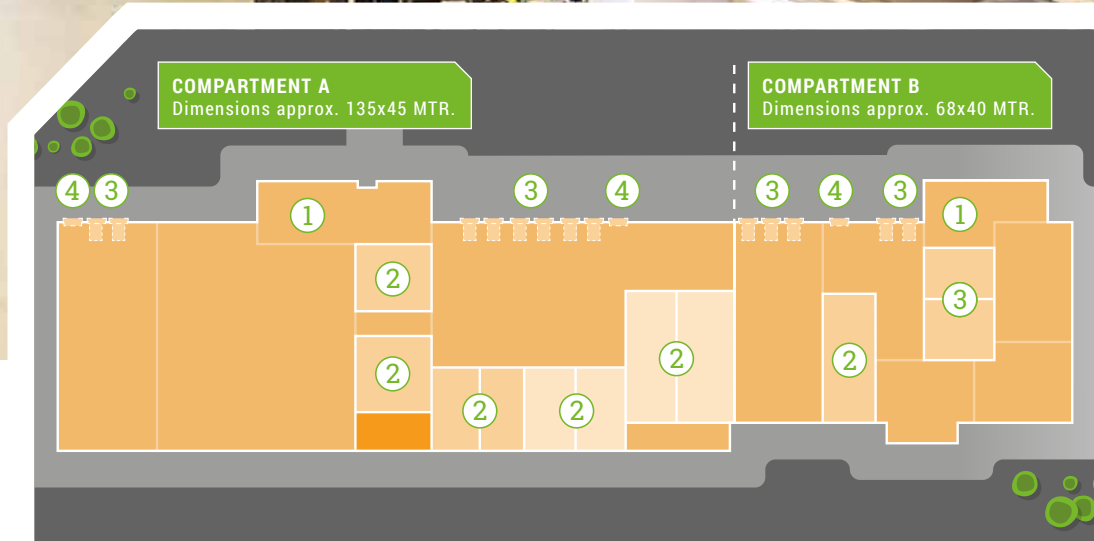 COMPARTMENT A
Dimensions approx. 135x45 MTR.
COMPARTMENT B
Dimensions approx. 68x40 MTR.
4 3 3 4 3 4 3
1 1
2
3
2 2 2
2 2